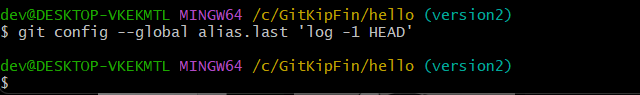 dev@DESKTOP-VKEKMTL MINGW64 /c/GitKipFin/hello (version2)
$ git config --global alias.last 'log -1 HEAD'
dev@DESKTOP-VKEKMTL MINGW64 /c/GitKipFin/hello (version2)
$